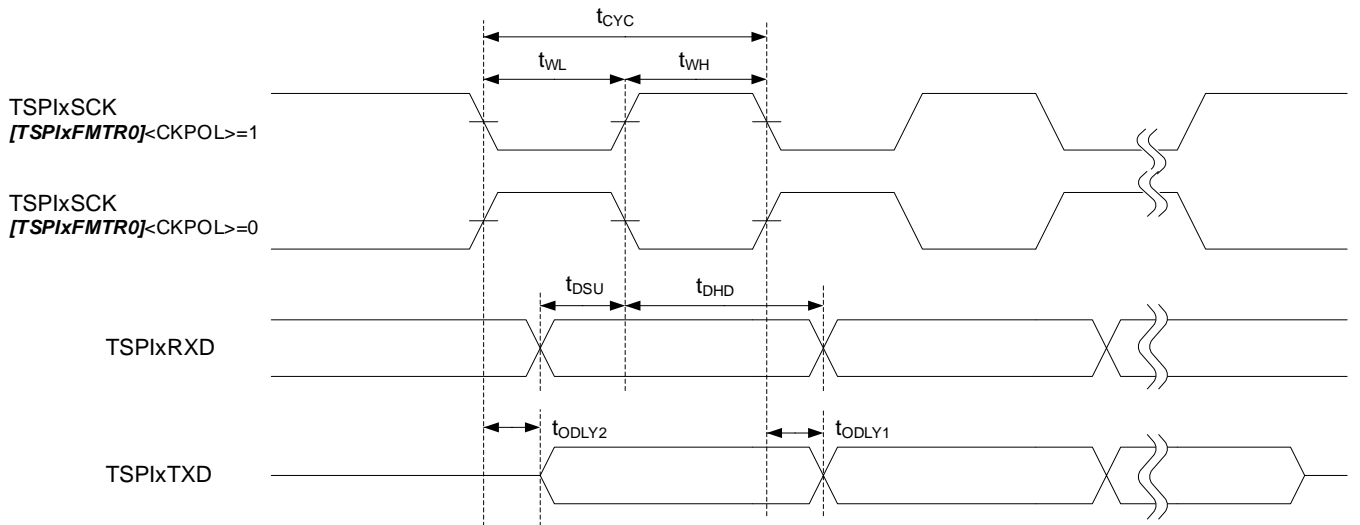 tCYC
tWL
tWH
TSPIxSCK
[TSPIxFMTR0]<CKPOL>=1
TSPIxSCK
[TSPIxFMTR0]<CKPOL>=0
tDSU
tDHD
TSPIxRXD
tODLY2
tODLY1
TSPIxTXD